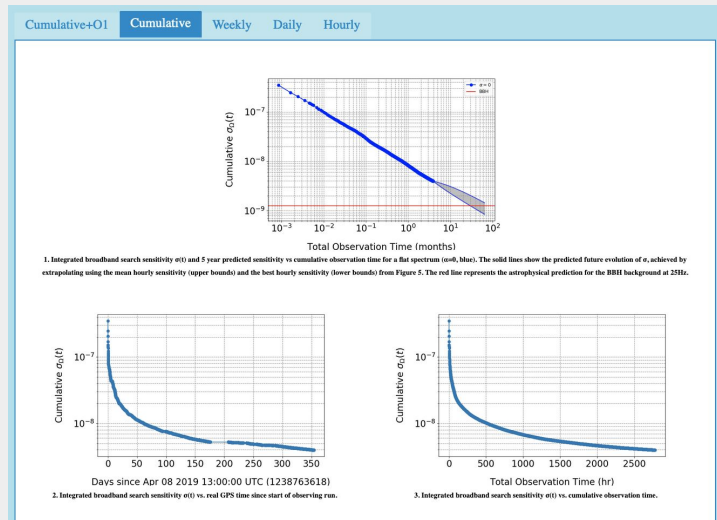 Cumulative+O1 Cumulative Weekly Daily Hourly
α = 0
BBH
10⁻⁷
10⁻⁸
10⁻⁹
Cumulative σ_Ω(t)
10⁻³ 10⁻² 10⁻¹ 10⁰ 10¹ 10²
Total Observation Time (months)
1. Integrated broadband search sensitivity σ(t) and 5 year predicted sensitivity vs cumulative observation time for a flat spectrum (α=0, blue). The solid lines show the predicted future evolution of σ, achieved by
extrapolating using the mean hourly sensitivity (upper bounds) and the best hourly sensitivity (lower bounds) from Figure 5. The red line represents the astrophysical prediction for the BBH background at 25Hz.
10⁻⁷
10⁻⁸
Cumulative σ_Ω(t)
0 50 100 150 200 250 300 350
Days since Apr 08 2019 13:00:00 UTC (1238763618)
2. Integrated broadband search sensitivity σ(t) vs. real GPS time since start of observing run.
10⁻⁷
10⁻⁸
Cumulative σ_Ω(t)
0 500 1000 1500 2000 2500
Total Observation Time (hr)
3. Integrated broadband search sensitivity σ(t) vs. cumulative observation time.